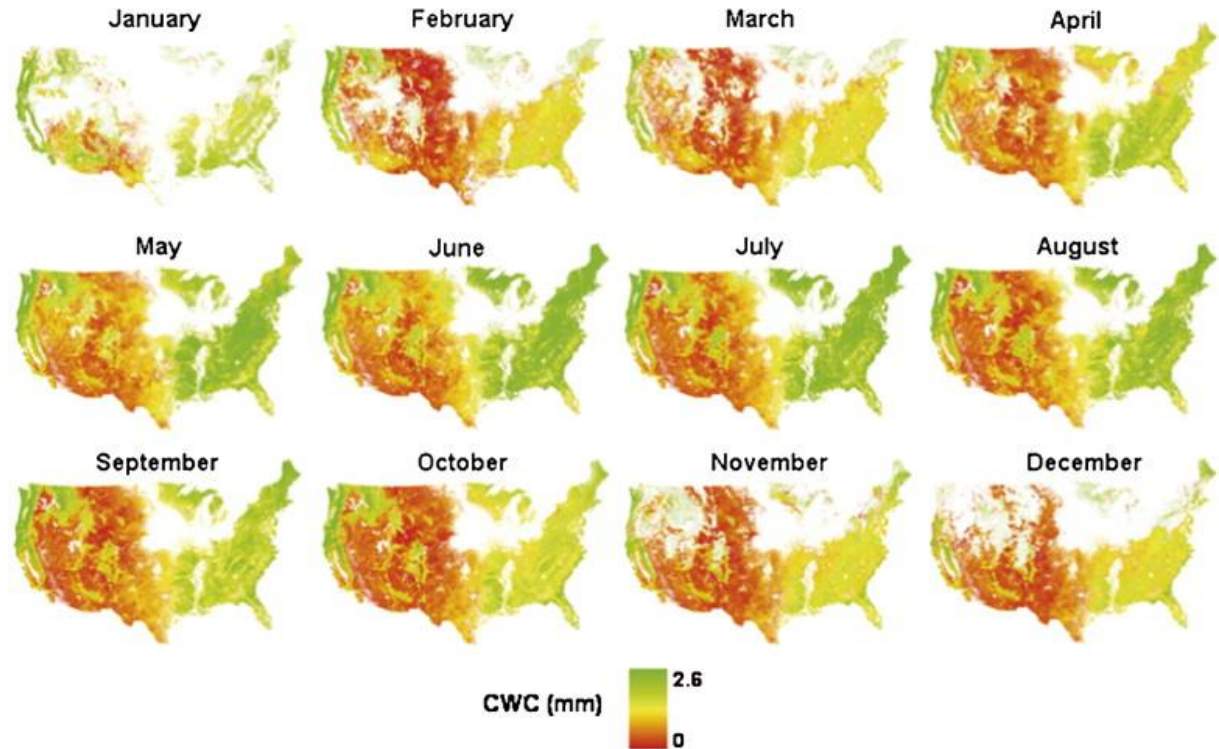 January February March April
May June July August
September October November December
CWC (mm)
2.6
0